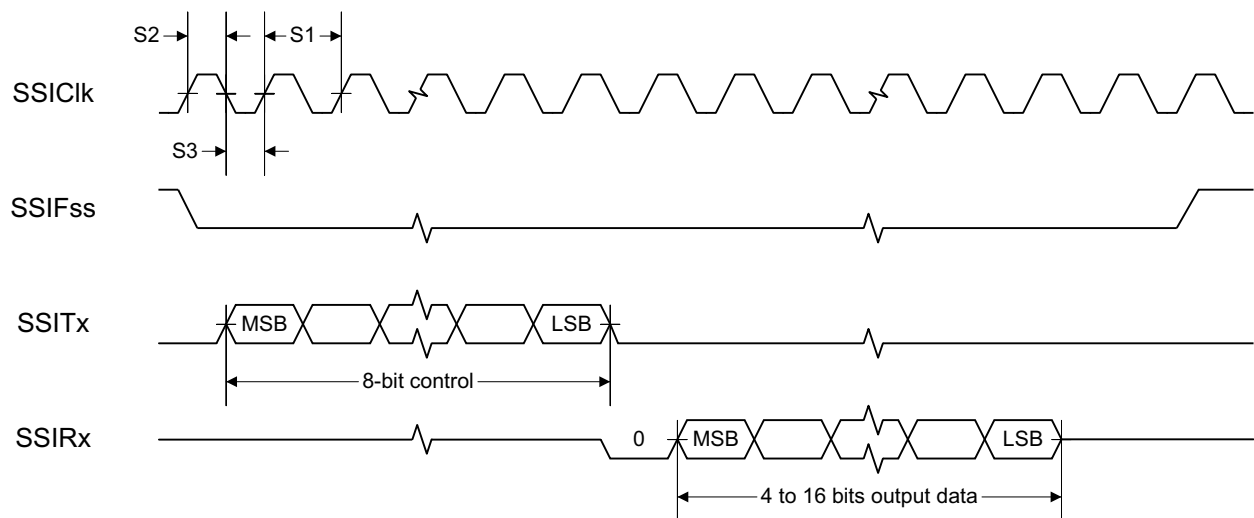 S2
S1
SSIClk
S3
SSIFss
SSITx
MSB
LSB
8-bit control
SSIRx
0
MSB
LSB
4 to 16 bits output data